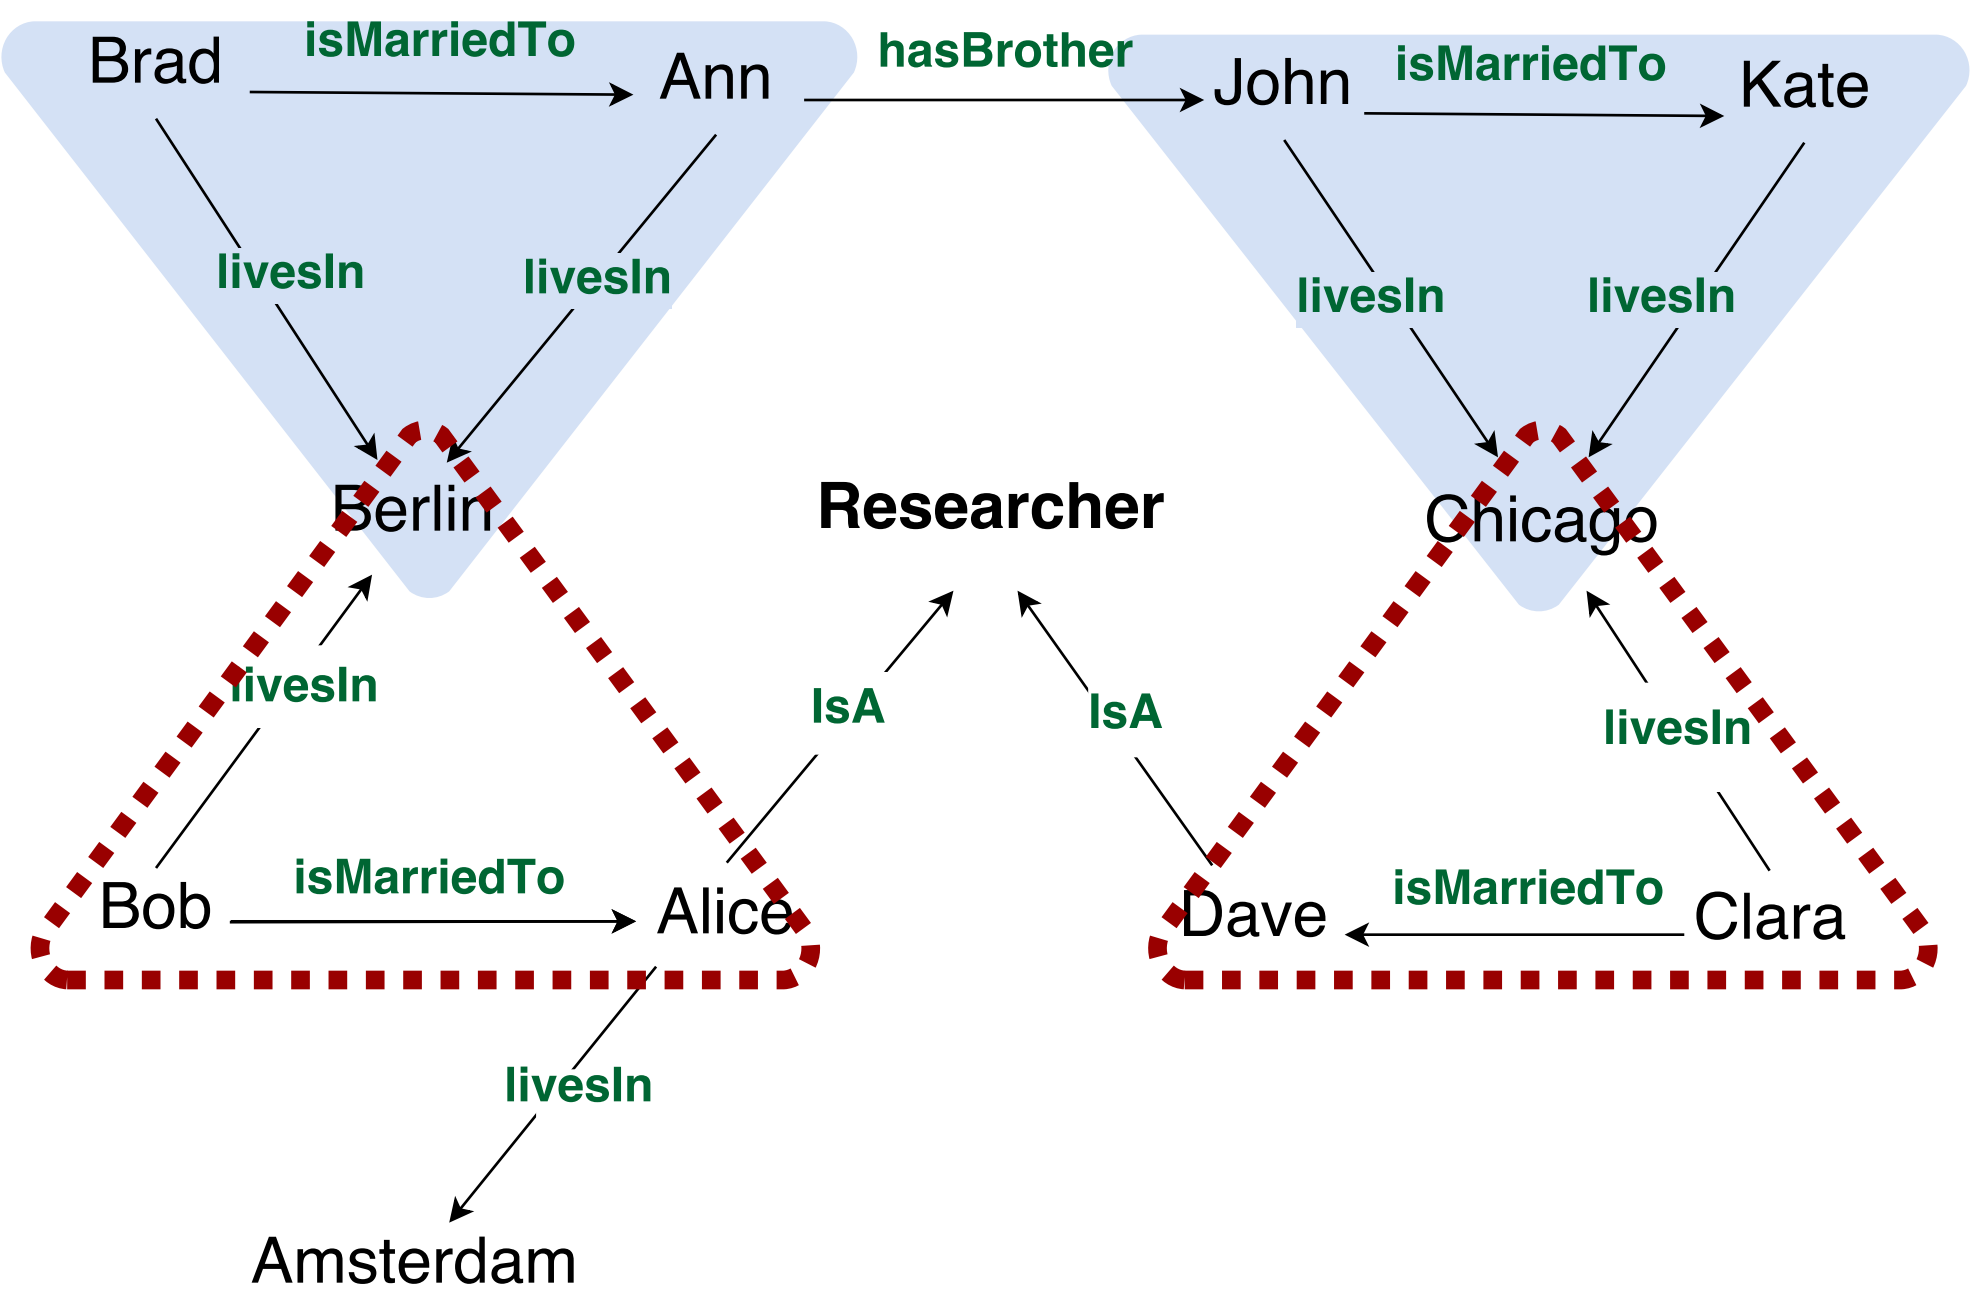 Brad
isMarriedTo
Ann
hasBrother
John
isMarriedTo
Kate
livesIn
livesIn
livesIn
livesIn
Berlin
Researcher
Chicago
livesIn
IsA
IsA
livesIn
Bob
isMarriedTo
Alice
Dave
isMarriedTo
Clara
livesIn
Amsterdam